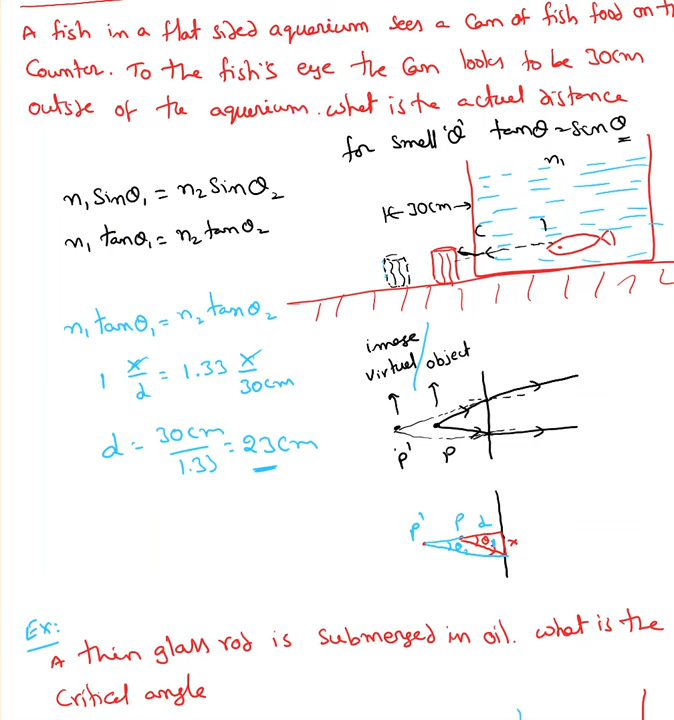 A fish in a flat sided aquarium sees a Can of fish food on th
Counter. To the fish's eye the Can looks to be 30cm
outside of the aquarium. what is the actual distance
for small 'θ' tanθ ≈ sinθ
n₁ Sinθ₁ = n₂ Sinθ₂
n₁ tanθ₁ = n₂ tanθ₂
n₁
30cm
n₁ tanθ₁ = n₂ tanθ₂
1 x/d = 1.33 x/30cm
d = 30cm/1.33 = 23cm
image
virtual / object
P' P
P' P d
θ₂ θ₁ x
Ex:
A thin glass rod is submerged in oil. what is the
Critical angle